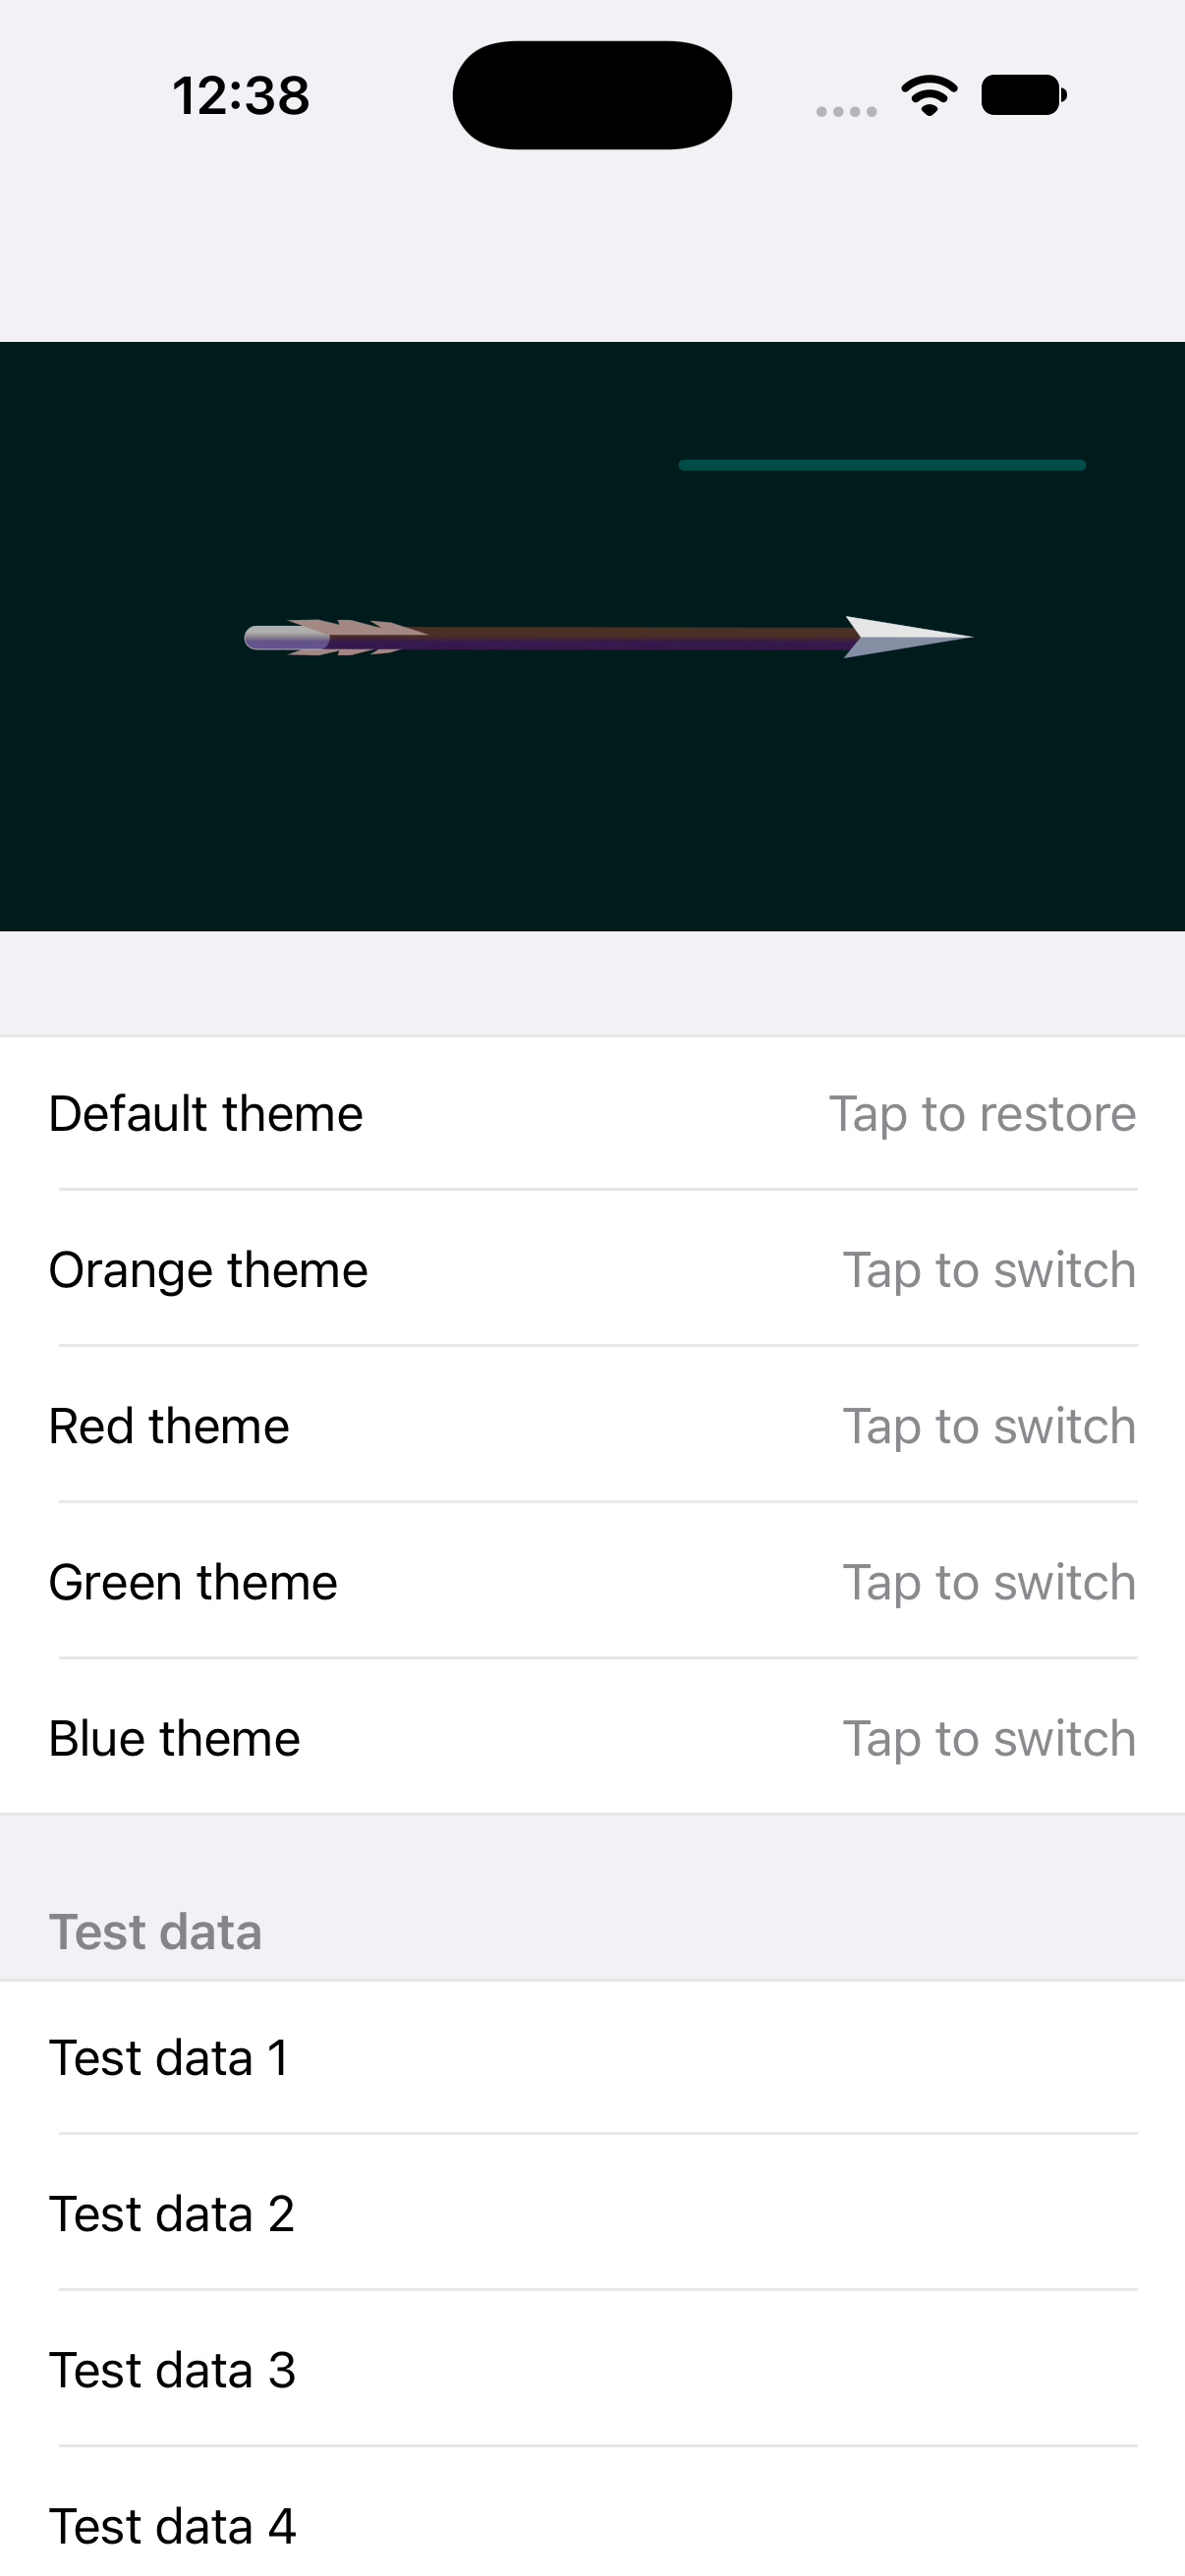 12:38
Default theme Tap to restore
Orange theme Tap to switch
Red theme Tap to switch
Green theme Tap to switch
Blue theme Tap to switch
Test data
Test data 1
Test data 2
Test data 3
Test data 4